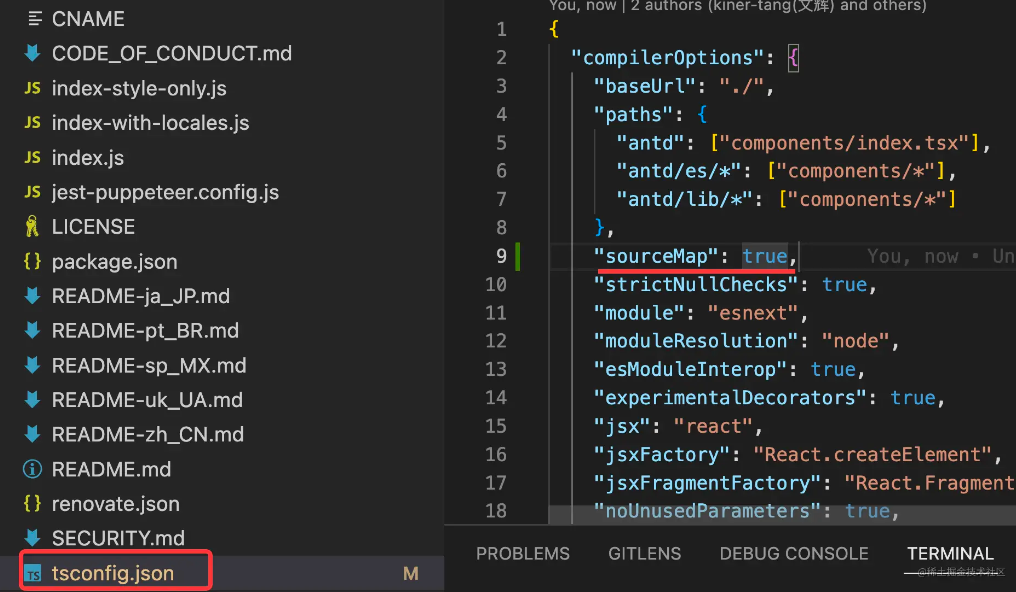 CNAME
CODE_OF_CONDUCT.md
JS index-style-only.js
JS index-with-locales.js
JS index.js
JS jest-puppeteer.config.js
LICENSE
{} package.json
README-ja_JP.md
README-pt_BR.md
README-sp_MX.md
README-uk_UA.md
README-zh_CN.md
README.md
{} renovate.json
SECURITY.md
TS tsconfig.json M
You, now | 2 authors (kiner-tang(文辉) and others)
1 {
2 "compilerOptions": {
3 "baseUrl": "./",
4 "paths": {
5 "antd": ["components/index.tsx"],
6 "antd/es/*": ["components/*"],
7 "antd/lib/*": ["components/*"]
8 },
9 "sourceMap": true, You, now • Un
10 "strictNullChecks": true,
11 "module": "esnext",
12 "moduleResolution": "node",
13 "esModuleInterop": true,
14 "experimentalDecorators": true,
15 "jsx": "react",
16 "jsxFactory": "React.createElement",
17 "jsxFragmentFactory": "React.Fragment
18 "noUnusedParameters": true,
PROBLEMS GITLENS DEBUG CONSOLE TERMINAL
@稀土掘金技术社区